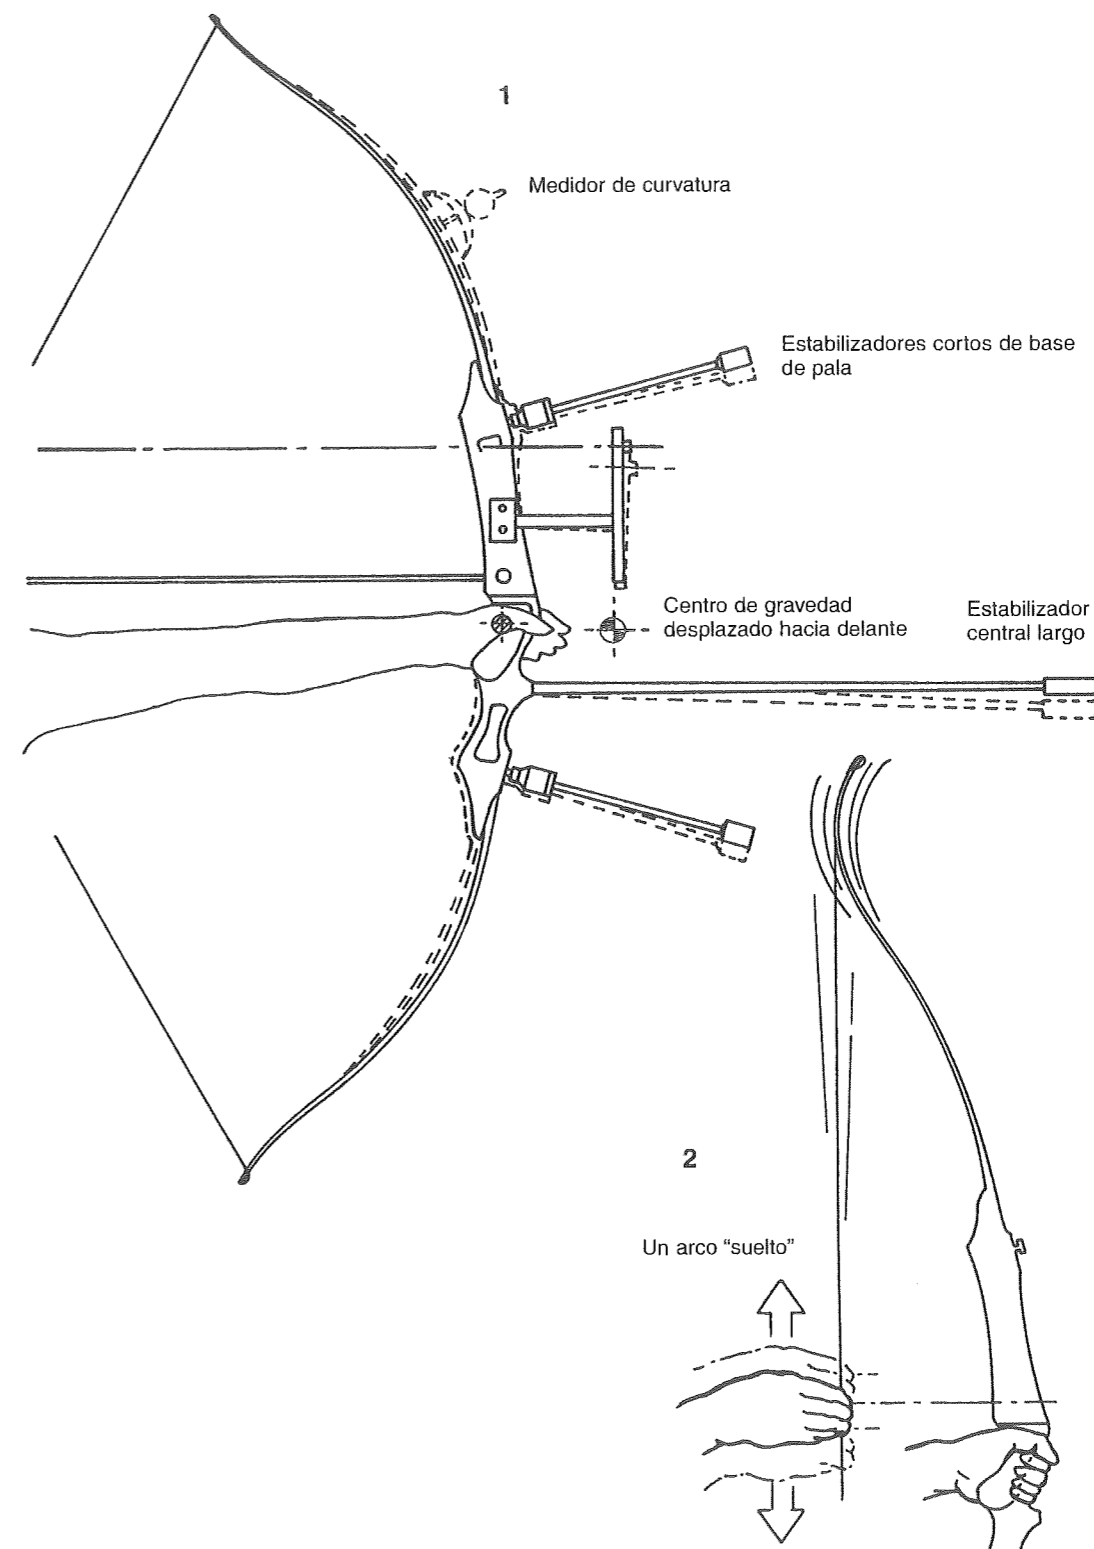 1
Medidor de curvatura
Estabilizadores cortos de base
de pala
Centro de gravedad
desplazado hacia delante
Estabilizador
central largo
2
Un arco “suelto”